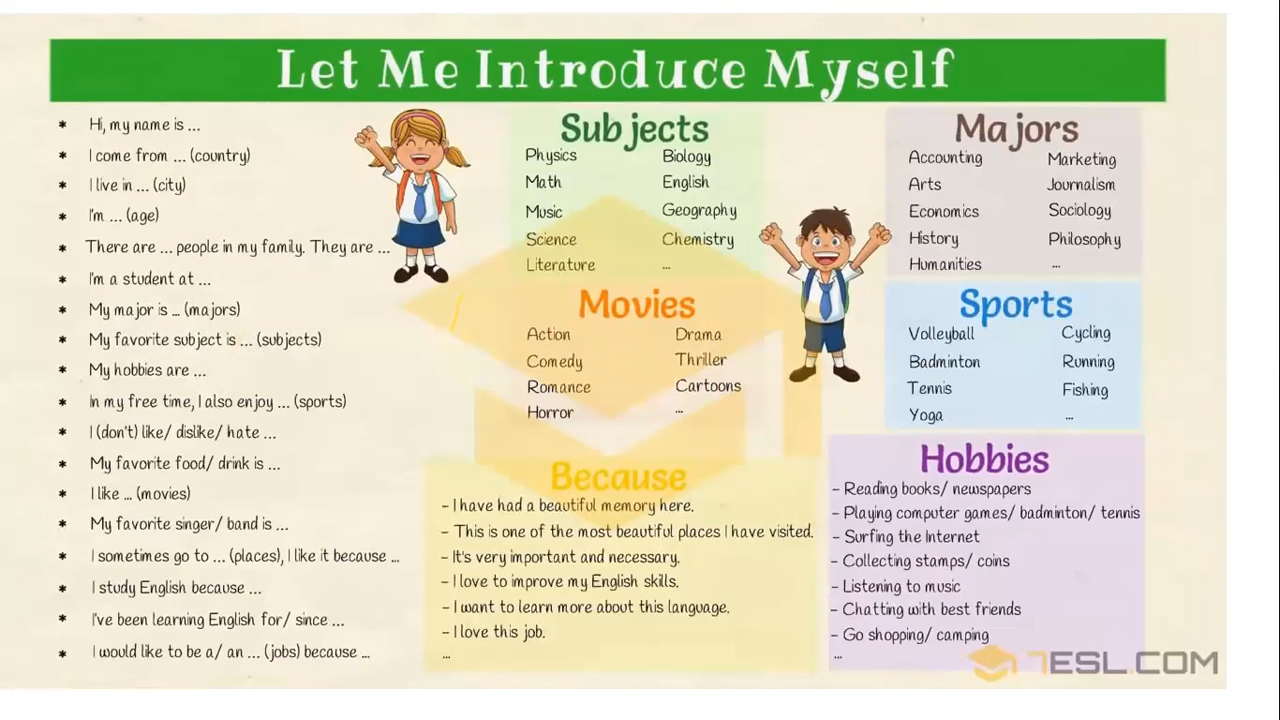 Let Me Introduce Myself
* Hi, my name is ...
* I come from ... (country)
* I live in ... (city)
* I'm ... (age)
* There are ... people in my family. They are ...
* I'm a student at ...
* My major is ... (majors)
* My favorite subject is ... (subjects)
* My hobbies are ...
* In my free time, I also enjoy ... (sports)
* I (don't) like/ dislike/ hate ...
* My favorite food/ drink is ...
* I like ... (movies)
* My favorite singer/ band is ...
* I sometimes go to ... (places), I like it because ...
* I study English because ...
* I've been learning English for/ since ...
* I would like to be a/ an ... (jobs) because ...
Subjects
Physics Biology
Math English
Music Geography
Science Chemistry
Literature ...
Movies
Action Drama
Comedy Thriller
Romance Cartoons
Horror ...
Because
- I have had a beautiful memory here.
- This is one of the most beautiful places I have visited.
- It's very important and necessary.
- I love to improve my English skills.
- I want to learn more about this language.
- I love this job.
...
Majors
Accounting Marketing
Arts Journalism
Economics Sociology
History Philosophy
Humanities ...
Sports
Volleyball Cycling
Badminton Running
Tennis Fishing
Yoga ...
Hobbies
- Reading books/ newspapers
- Playing computer games/ badminton/ tennis
- Surfing the Internet
- Collecting stamps/ coins
- Listening to music
- Chatting with best friends
- Go shopping/ camping
...
7ESL.COM